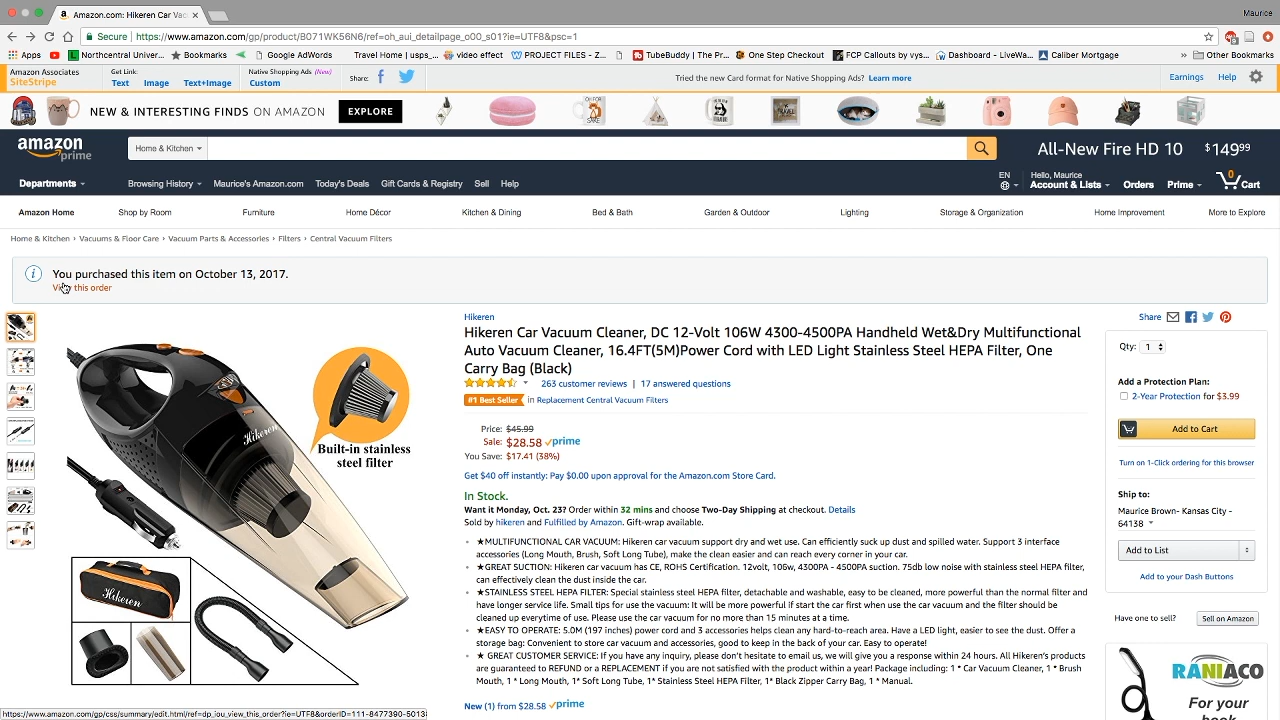 Amazon.com: Hikeren Car Vac
Maurice
Secure
https://www.amazon.com/gp/product/B071WK56N6/ref=oh_aui_detailpage_o00_s01?ie=UTF8&psc=1
Apps
Northcentral Univer...
Bookmarks
Google AdWords
Travel Home | usps_...
video effect
PROJECT FILES - Z...
TubeBuddy | The Pr...
One Step Checkout
FCP Callouts by vys...
Dashboard - LiveWa...
Caliber Mortgage
»
Other Bookmarks
Amazon Associates
SiteStripe
Get Link:
Text
Image
Text+Image
Native Shopping Ads (New)
Custom
Share:
Tried the new Card format for Native Shopping Ads? Learn more
Earnings
Help
NEW & INTERESTING FINDS ON AMAZON
EXPLORE
amazon
prime
Home & Kitchen
All-New Fire HD 10 $14999
Departments
Browsing History
Maurice's Amazon.com
Today's Deals
Gift Cards & Registry
Sell
Help
EN
Hello, Maurice
Account & Lists
Orders
Prime
0
Cart
Amazon Home
Shop by Room
Furniture
Home Décor
Kitchen & Dining
Bed & Bath
Garden & Outdoor
Lighting
Storage & Organization
Home Improvement
More to Explore
Home & Kitchen › Vacuums & Floor Care › Vacuum Parts & Accessories › Filters › Central Vacuum Filters
You purchased this item on October 13, 2017.
View this order
Hikeren
Built-in stainless
steel filter
Hikeren
Hikeren
Hikeren Car Vacuum Cleaner, DC 12-Volt 106W 4300-4500PA Handheld Wet&Dry Multifunctional
Auto Vacuum Cleaner, 16.4FT(5M)Power Cord with LED Light Stainless Steel HEPA Filter, One
Carry Bag (Black)
263 customer reviews | 17 answered questions
#1 Best Seller in Replacement Central Vacuum Filters
Price: $45.99
Sale: $28.58 prime
You Save: $17.41 (38%)
Get $40 off instantly: Pay $0.00 upon approval for the Amazon.com Store Card.
In Stock.
Want it Monday, Oct. 23? Order within 32 mins and choose Two-Day Shipping at checkout. Details
Sold by hikeren and Fulfilled by Amazon. Gift-wrap available.
★MULTIFUNCTIONAL CAR VACUUM: Hikeren car vacuum support dry and wet use. Can efficiently suck up dust and spilled water. Support 3 interface
accessories (Long Mouth, Brush, Soft Long Tube), make the clean easier and can reach every corner in your car.
★GREAT SUCTION: Hikeren car vacuum has CE, ROHS Certification. 12volt, 106w, 4300PA - 4500PA suction. 75db low noise with stainless steel HEPA filter,
can effectively clean the dust inside the car.
★STAINLESS STEEL HEPA FILTER: Special stainless steel HEPA filter, detachable and washable, easy to be cleaned, more powerful than the normal filter and
have longer service life. Small tips for use the vacuum: It will be more powerful if start the car first when use the car vacuum and the filter should be
cleaned up everytime of use. Please use the car vacuum for no more than 15 minutes at a time.
★EASY TO OPERATE: 5.0M (197 inches) power cord and 3 accessories helps clean any hard-to-reach area. Have a LED light, easier to see the dust. Offer a
storage bag: Convenient to store car vacuum and accessories, good to keep in the back of your car. Easy to operate!
★ GREAT CUSTOMER SERVICE: If you have any inquiry, please don't hesitate to email us, we will give you a response within 24 hours. All Hikeren's products
are guaranteed to REFUND or a REPLACEMENT if you are not satisfied with the product within a year! Package including: 1 * Car Vacuum Cleaner, 1 * Brush
Mouth, 1 * Long Mouth, 1* Soft Long Tube, 1* Stainless Steel HEPA Filter, 1* Black Zipper Carry Bag, 1 * Manual.
New (1) from $28.58 prime
Share
Qty: 1
Add a Protection Plan:
2-Year Protection for $3.99
Add to Cart
Turn on 1-Click ordering for this browser
Ship to:
Maurice Brown- Kansas City -
64138
Add to List
Add to your Dash Buttons
Have one to sell?
Sell on Amazon
RANIACO
For your
https://www.amazon.com/gp/css/summary/edit.html/ref=dp_iou_view_this_order?ie=UTF8&orderID=111-8477390-5013